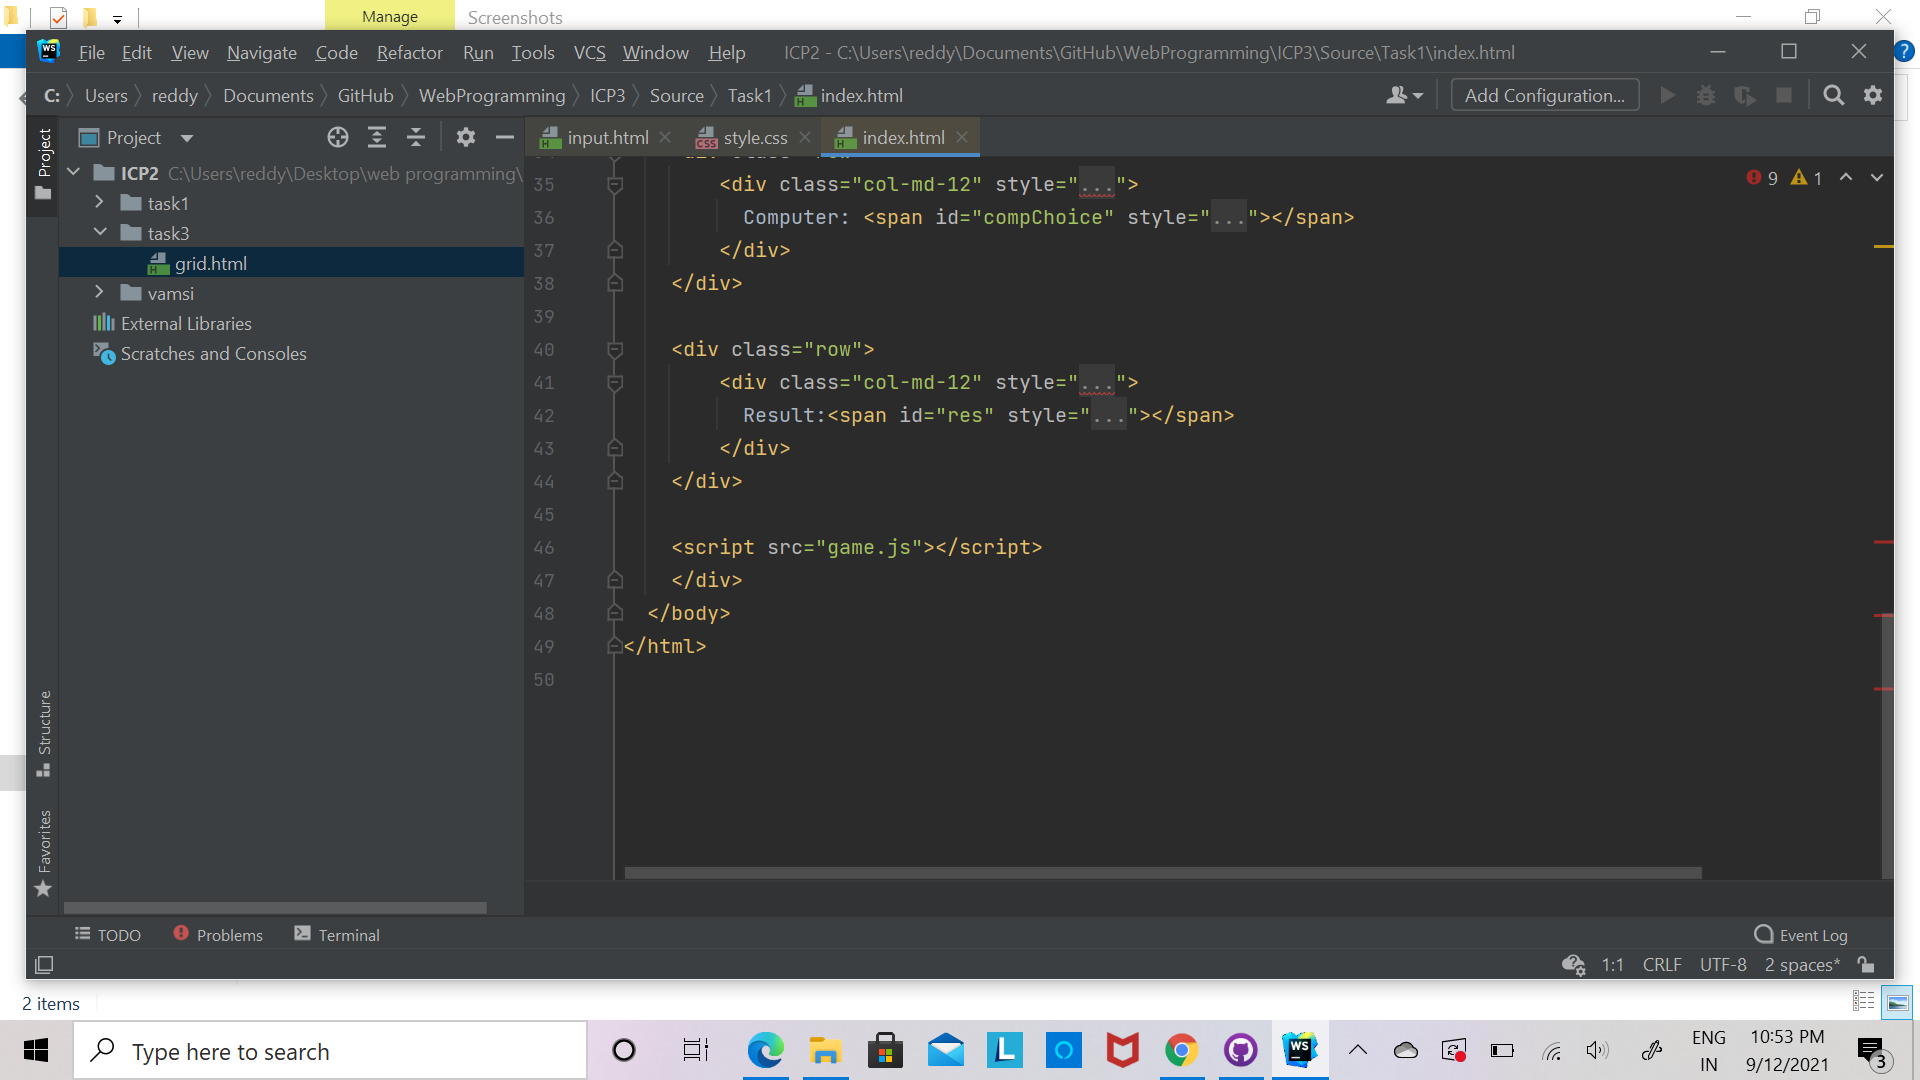 Manage
Screenshots
WS File Edit View Navigate Code Refactor Run Tools VCS Window Help ICP2 - C:\Users\reddy\Documents\GitHub\WebProgramming\ICP3\Source\Task1\index.html
C: Users reddy Documents GitHub WebProgramming ICP3 Source Task1 index.html Add Configuration...
Project
Project
input.html style.css index.html
ICP2 C:\Users\reddy\Desktop\web programming\
task1
task3
grid.html
vamsi
External Libraries
Scratches and Consoles
9 1
35 <div class="col-md-12" style="...">
36 Computer: <span id="compChoice" style="..."></span>
37 </div>
38 </div>
39
40 <div class="row">
41 <div class="col-md-12" style="...">
42 Result:<span id="res" style="..."></span>
43 </div>
44 </div>
45
46 <script src="game.js"></script>
47 </div>
48 </body>
49 </html>
50
Structure
Favorites
TODO Problems Terminal Event Log
1:1 CRLF UTF-8 2 spaces*
2 items
Type here to search
ENG
IN
10:53 PM
9/12/2021
3